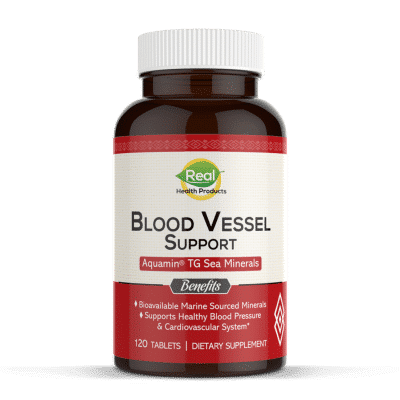 Real™
Health Products
BLOOD VESSEL
SUPPORT
Aquamin® TG Sea Minerals
Benefits
♦ Bioavailable Marine Sourced Minerals
♦ Supports Healthy Blood Pressure
& Cardiovascular System*
120 TABLETS | DIETARY SUPPLEMENT